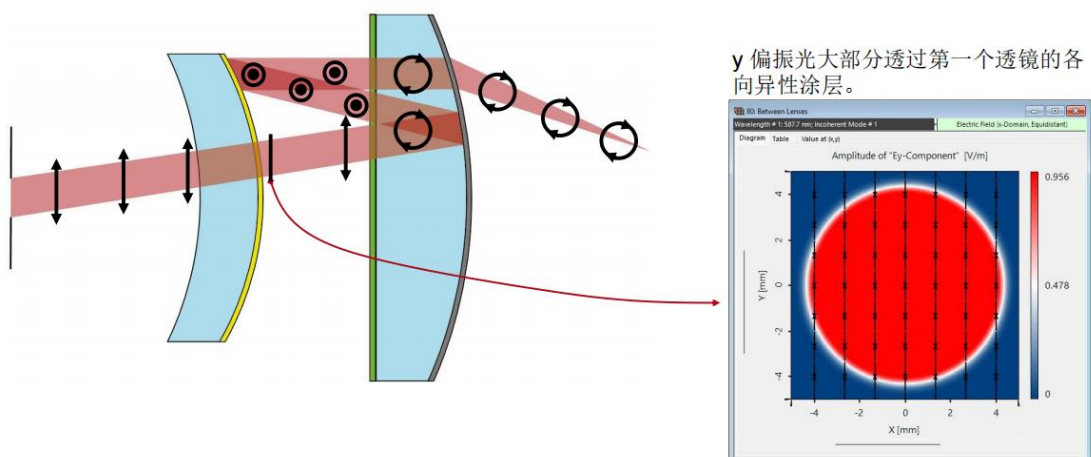 y 偏振光大部分透过第一个透镜的各
向异性涂层。
80: Between Lenses
Wavelength # 1: 587.7 nm; Incoherent Mode # 1
Electric Field (x-Domain, Equidistant)
Diagram Table Value at (x,y)
Amplitude of "Ey-Component" [V/m]
0.956
0.478
0
Y [mm]
4
2
0
-2
-4
-4 -2 0 2 4
X [mm]